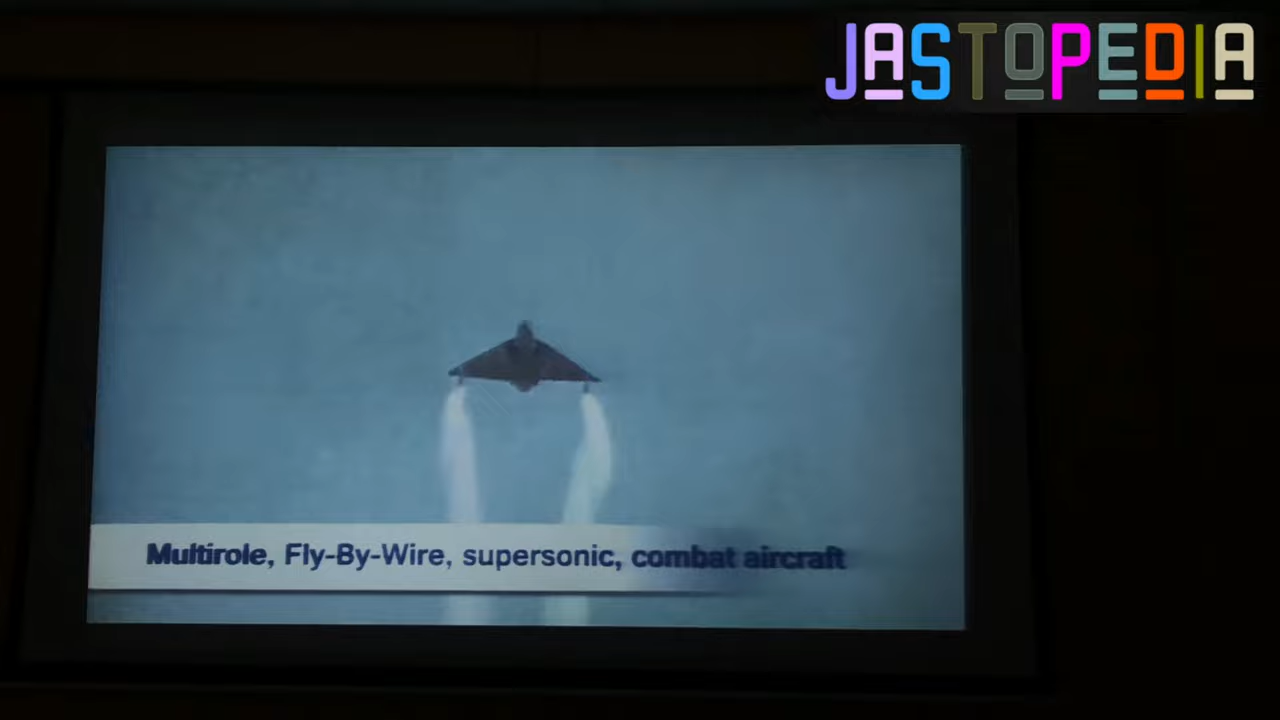 JASTOPEDIA
Multirole, Fly-By-Wire, supersonic, combat aircraft